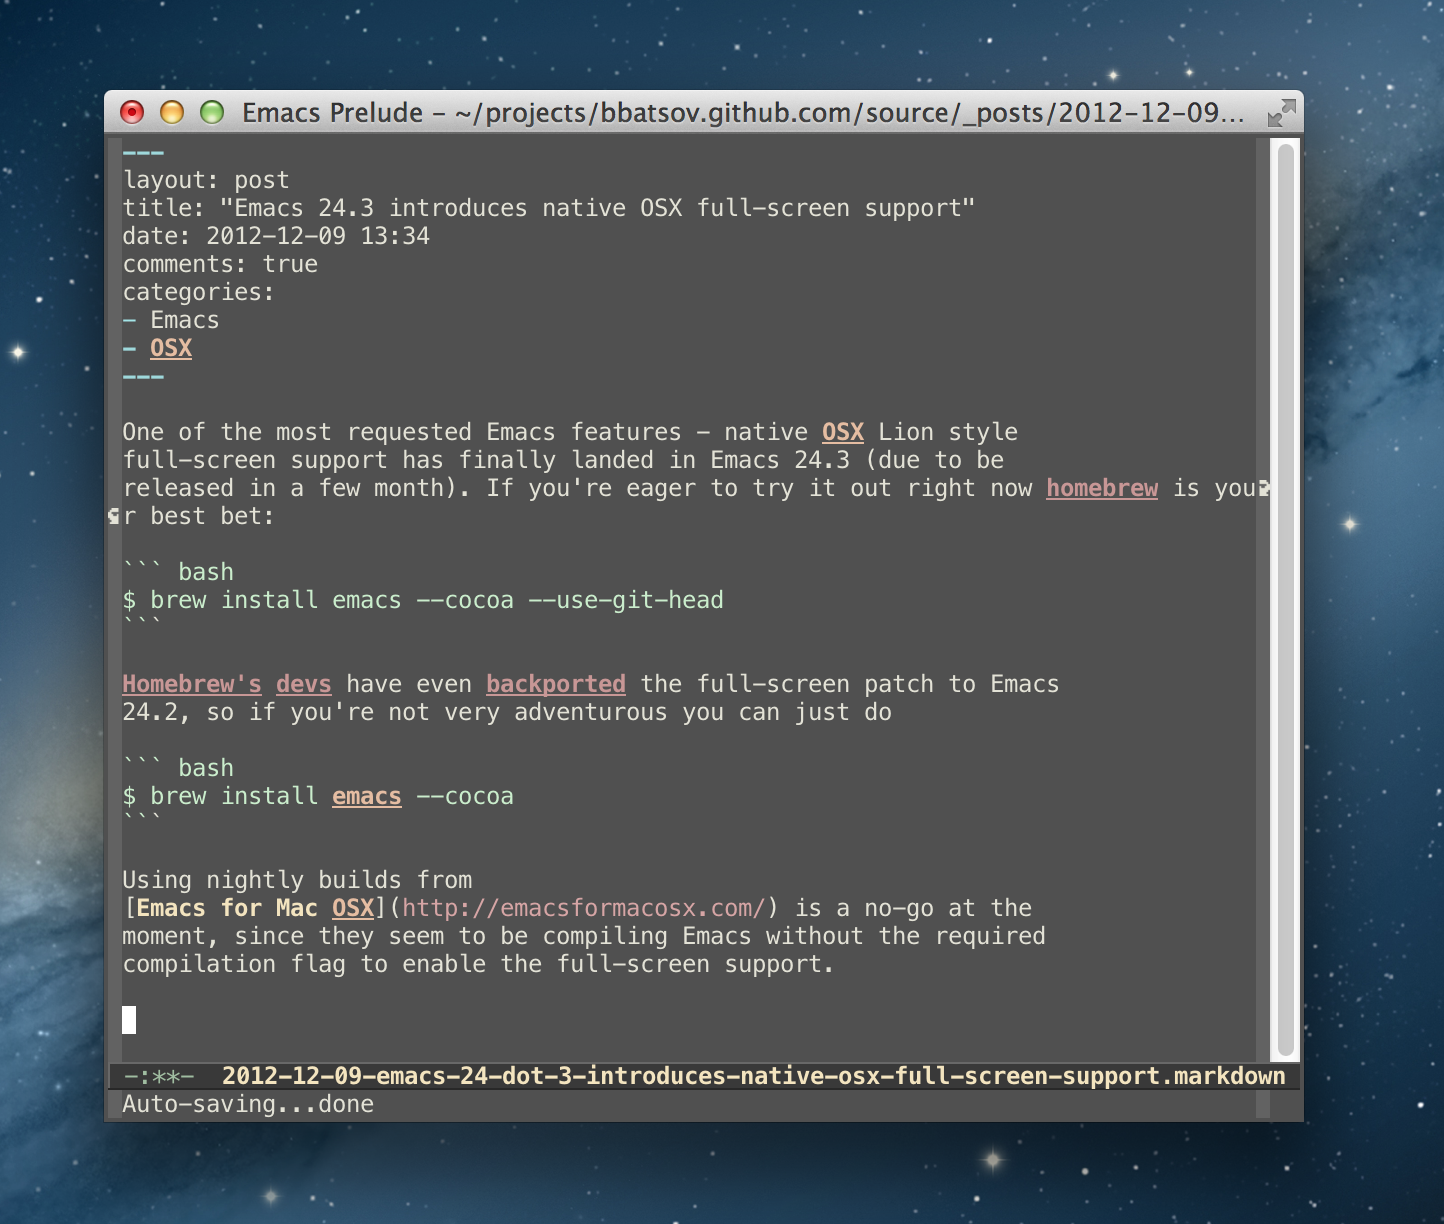 Emacs Prelude – ~/projects/bbatsov.github.com/source/_posts/2012-12-09...
---
layout: post
title: "Emacs 24.3 introduces native OSX full-screen support"
date: 2012-12-09 13:34
comments: true
categories:
- Emacs
- OSX
---
One of the most requested Emacs features - native OSX Lion style
full-screen support has finally landed in Emacs 24.3 (due to be
released in a few month). If you're eager to try it out right now homebrew is you
r best bet:
``` bash
$ brew install emacs --cocoa --use-git-head
```
Homebrew's devs have even backported the full-screen patch to Emacs
24.2, so if you're not very adventurous you can just do
``` bash
$ brew install emacs --cocoa
```
Using nightly builds from
[Emacs for Mac OSX](http://emacsformacosx.com/) is a no-go at the
moment, since they seem to be compiling Emacs without the required
compilation flag to enable the full-screen support.
-:**-  2012-12-09-emacs-24-dot-3-introduces-native-osx-full-screen-support.markdown
Auto-saving...done